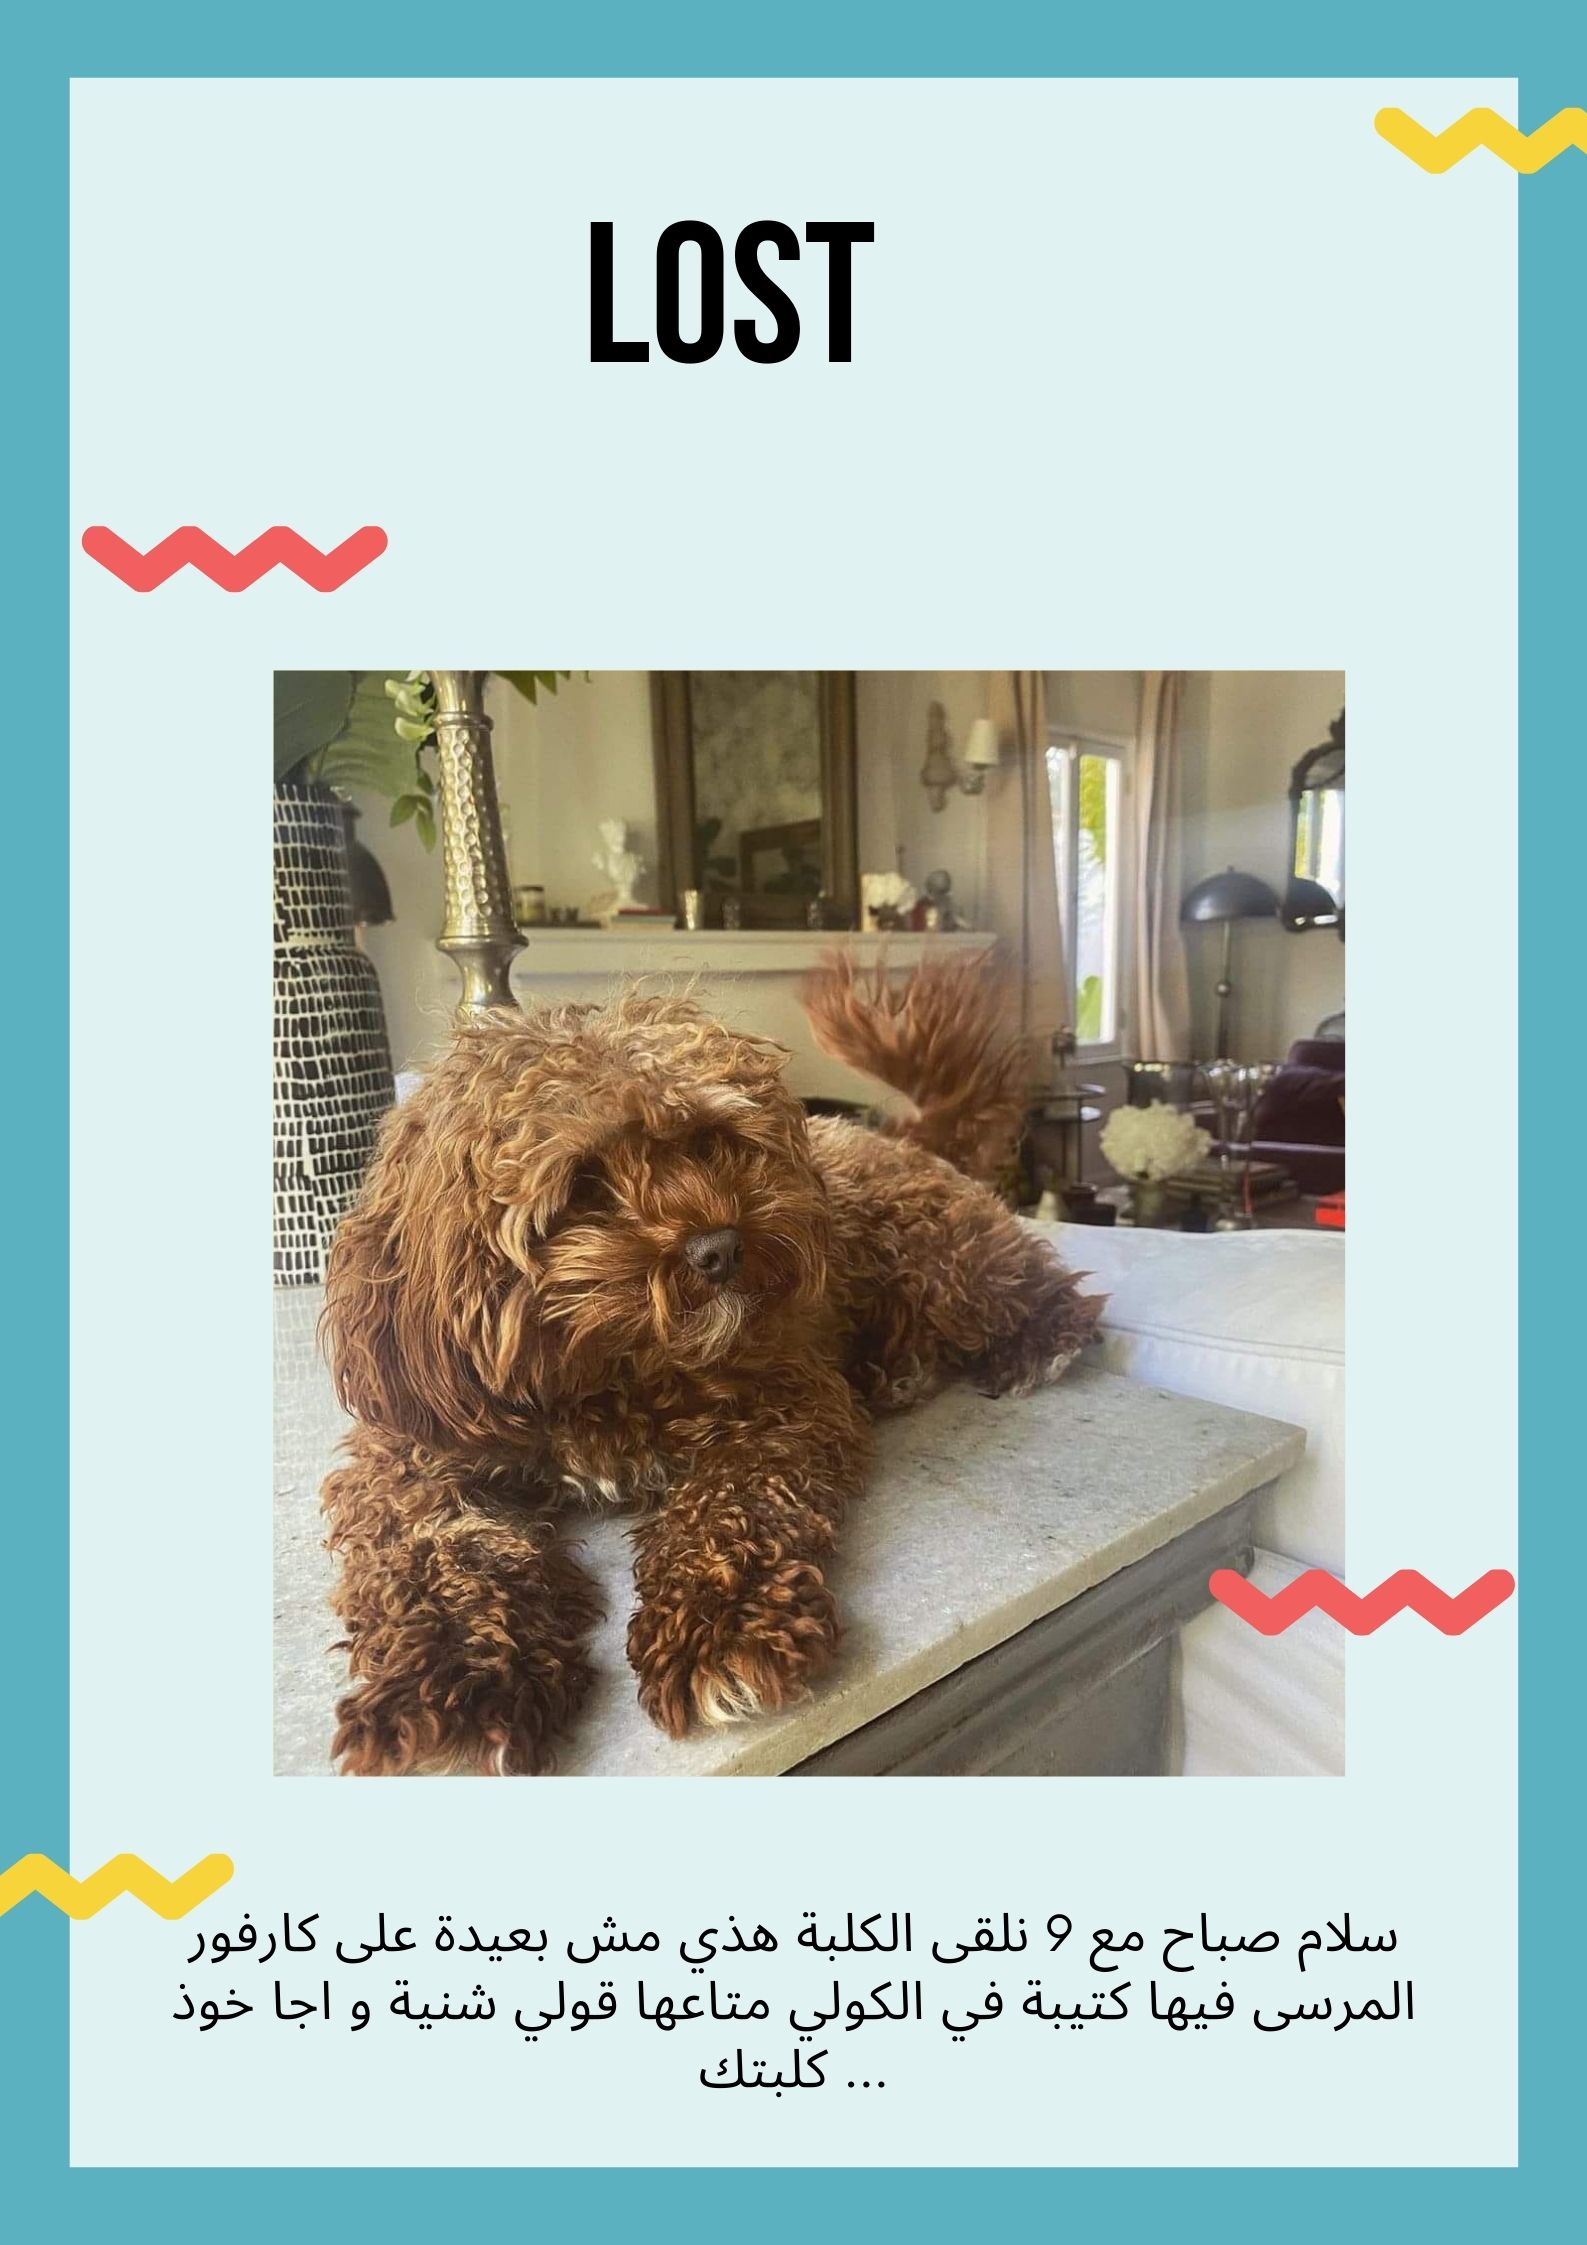 LOST
سلام صباح مع 9 نلقى الكلبة هذي مش بعيدة على كارفور
المرسى فيها كتيبة في الكولي متاعها قولي شنية و اجا خوذ
كلبتك ...